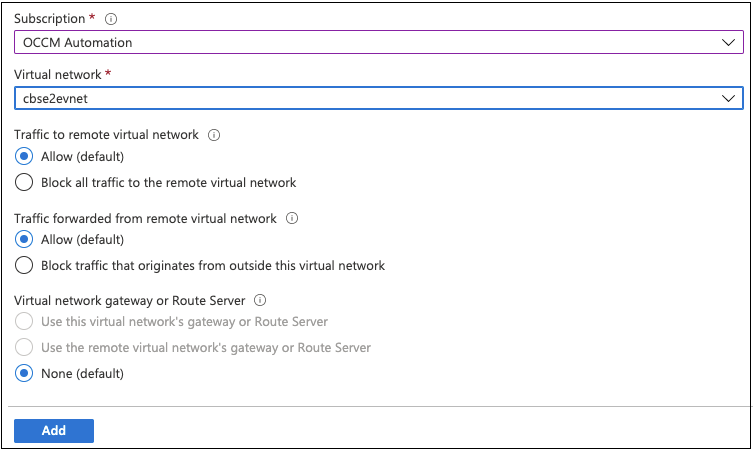 Subscription *
OCCM Automation
Virtual network *
cbse2evnet
Traffic to remote virtual network
Allow (default)
Block all traffic to the remote virtual network
Traffic forwarded from remote virtual network
Allow (default)
Block traffic that originates from outside this virtual network
Virtual network gateway or Route Server
Use this virtual network's gateway or Route Server
Use the remote virtual network's gateway or Route Server
None (default)
Add